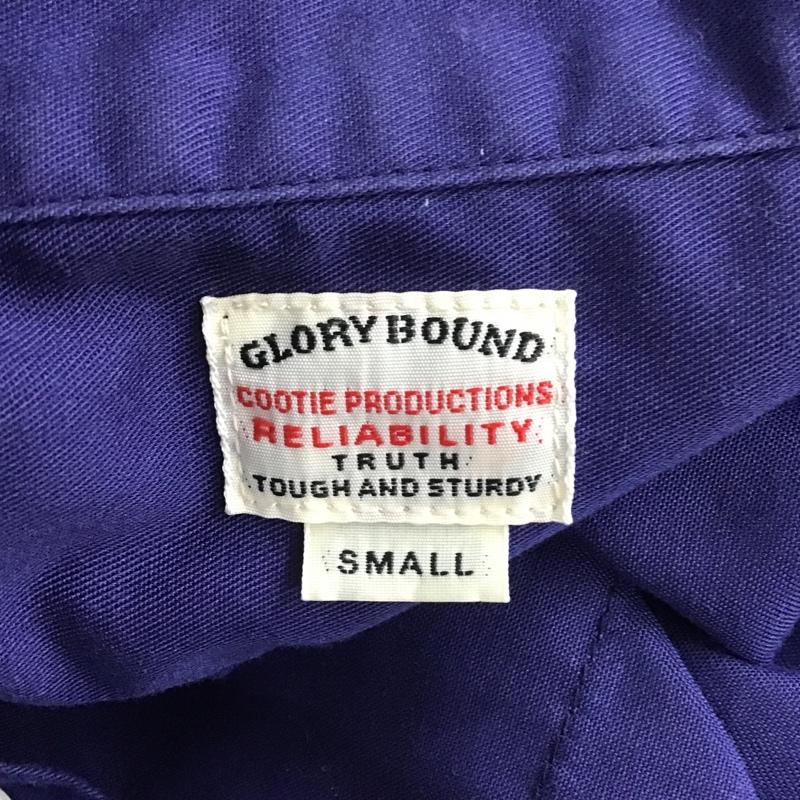 GLORY BOUND
COOTIE PRODUCTIONS
RELIABILITY
TRUTH
TOUGH AND STURDY
SMALL